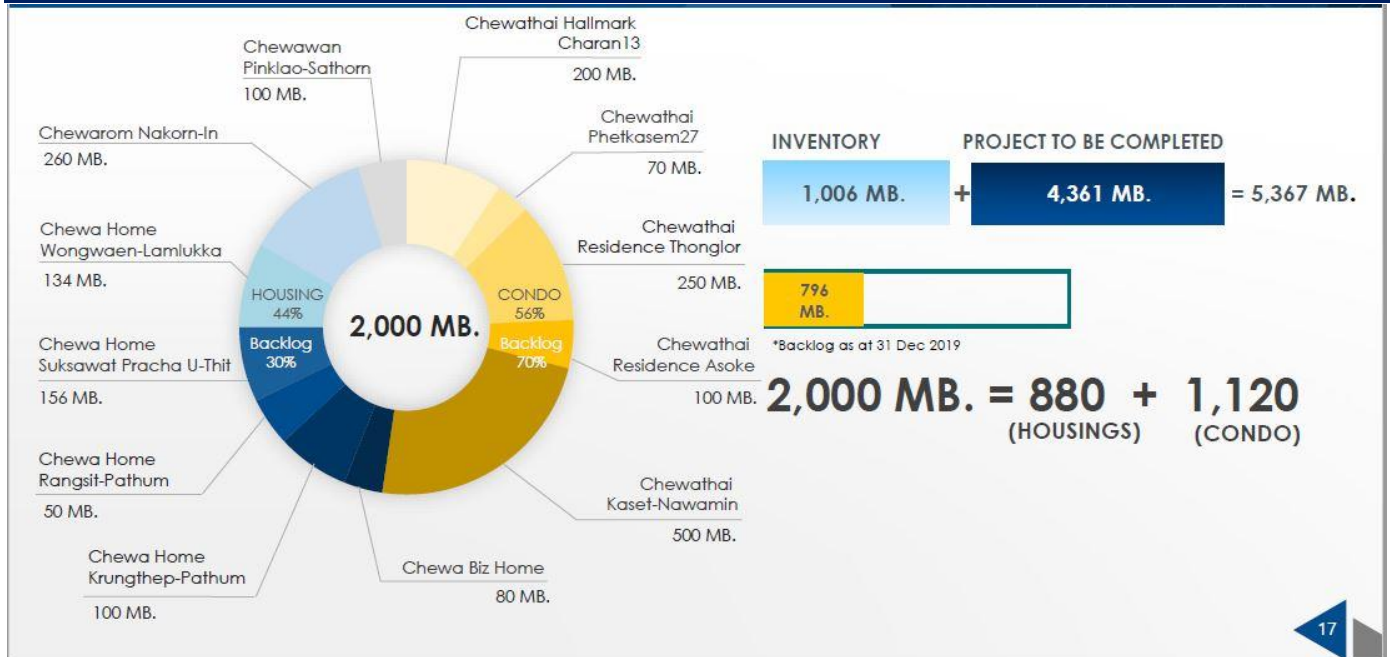 Chewathai Hallmark
Charan13
200 MB.
Chewawan
Pinklao-Sathorn
100 MB.
Chewathai
Phetkasem27
70 MB.
Chewarom Nakorn-In
260 MB.
Chewathai
Residence Thonglor
250 MB.
Chewa Home
Wongwaen-Lamlukka
134 MB.
HOUSING
44%
CONDO
56%
2,000 MB.
Backlog
30%
Backlog
70%
Chewa Home
Suksawat Pracha U-Thit
156 MB.
Chewathai
Residence Asoke
100 MB.
Chewa Home
Rangsit-Pathum
50 MB.
Chewathai
Kaset-Nawamin
500 MB.
Chewa Home
Krungthep-Pathum
100 MB.
Chewa Biz Home
80 MB.
INVENTORY PROJECT TO BE COMPLETED
1,006 MB. + 4,361 MB. = 5,367 MB.
796
MB.
*Backlog as at 31 Dec 2019
2,000 MB. = 880 + 1,120
(HOUSINGS) (CONDO)
17